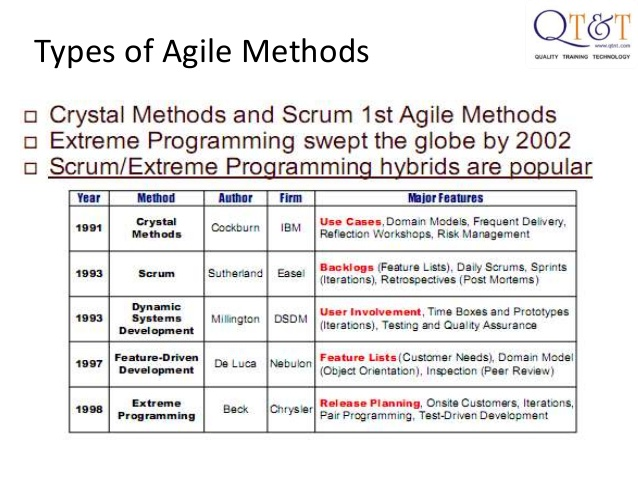 Types of Agile Methods
QT&T
www.qtnt.com
QUALITY TRAINING TECHNOLOGY
Crystal Methods and Scrum 1st Agile Methods
Extreme Programming swept the globe by 2002
Scrum/Extreme Programming hybrids are popular
Year Method Author Firm Major Features
1991 Crystal Methods Cockburn IBM Use Cases, Domain Models, Frequent Delivery,
Reflection Workshops, Risk Management
1993 Scrum Sutherland Easel Backlogs (Feature Lists), Daily Scrums, Sprints
(Iterations), Retrospectives (Post Mortems)
1993 Dynamic Systems Development Millington DSDM User Involvement, Time Boxes and Prototypes
(Iterations), Testing and Quality Assurance
1997 Feature-Driven Development De Luca Nebulon Feature Lists (Customer Needs), Domain Model
(Object Orientation), Inspection (Peer Review)
1998 Extreme Programming Beck Chrysler Release Planning, Onsite Customers, Iterations,
Pair Programming, Test-Driven Development